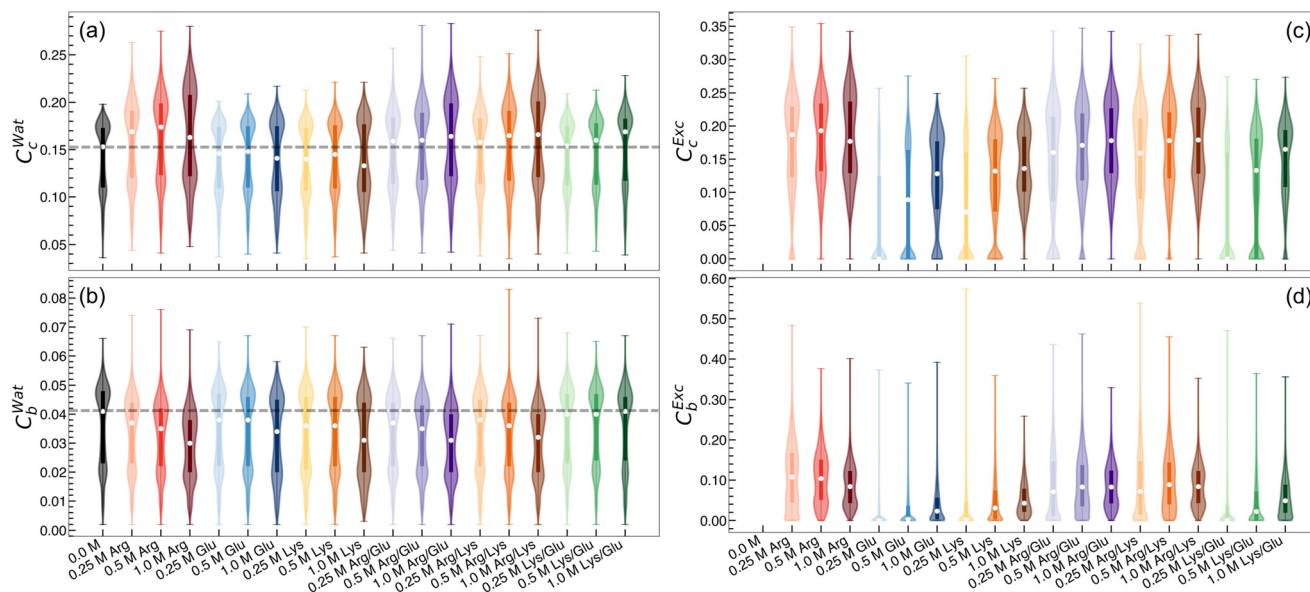 (a)
C_c^Wat
0.25
0.20
0.15
0.10
0.05
(b)
C_b^Wat
0.08
0.07
0.06
0.05
0.04
0.03
0.02
0.01
0.00
0.0 M
0.25 M Arg
0.5 M Arg
1.0 M Arg
0.25 M Glu
0.5 M Glu
1.0 M Glu
0.25 M Lys
0.5 M Lys
1.0 M Lys
0.25 M Arg/Glu
0.5 M Arg/Glu
1.0 M Arg/Glu
0.25 M Arg/Lys
0.5 M Arg/Lys
1.0 M Arg/Lys
0.25 M Lys/Glu
0.5 M Lys/Glu
1.0 M Lys/Glu
(c)
C_c^Exc
0.35
0.30
0.25
0.20
0.15
0.10
0.05
0.00
(d)
C_b^Exc
0.60
0.50
0.40
0.30
0.20
0.10
0.00
0.0 M
0.25 M Arg
0.5 M Arg
1.0 M Arg
0.25 M Glu
0.5 M Glu
1.0 M Glu
0.25 M Lys
0.5 M Lys
1.0 M Lys
0.25 M Arg/Glu
0.5 M Arg/Glu
1.0 M Arg/Glu
0.25 M Arg/Lys
0.5 M Arg/Lys
1.0 M Arg/Lys
0.25 M Lys/Glu
0.5 M Lys/Glu
1.0 M Lys/Glu